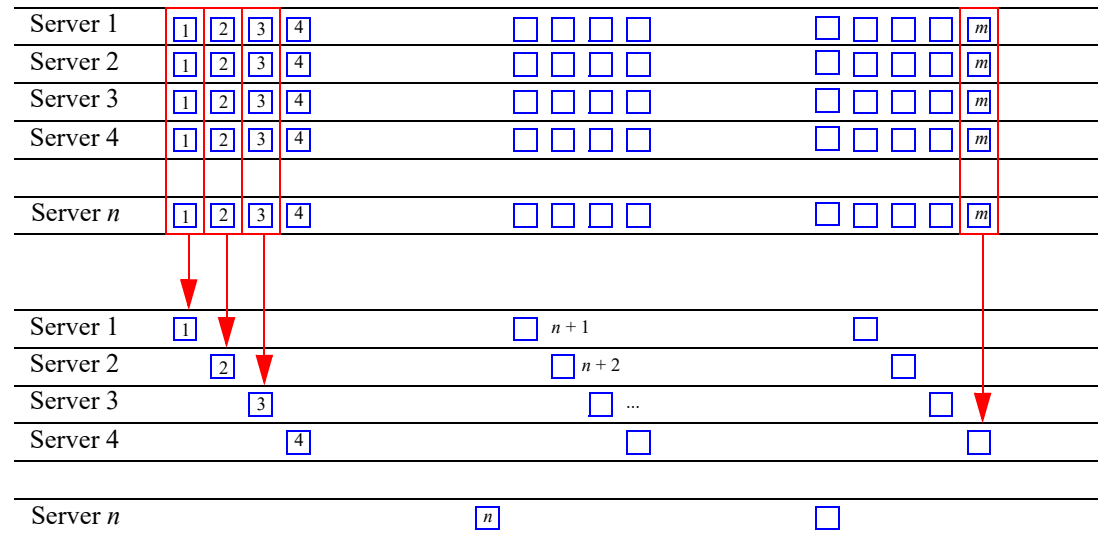 Server 1 1 2 3 4 m
Server 2 1 2 3 4 m
Server 3 1 2 3 4 m
Server 4 1 2 3 4 m
Server n 1 2 3 4 m
Server 1 1 n + 1
Server 2 2 n + 2
Server 3 3 ...
Server 4 4
Server n n